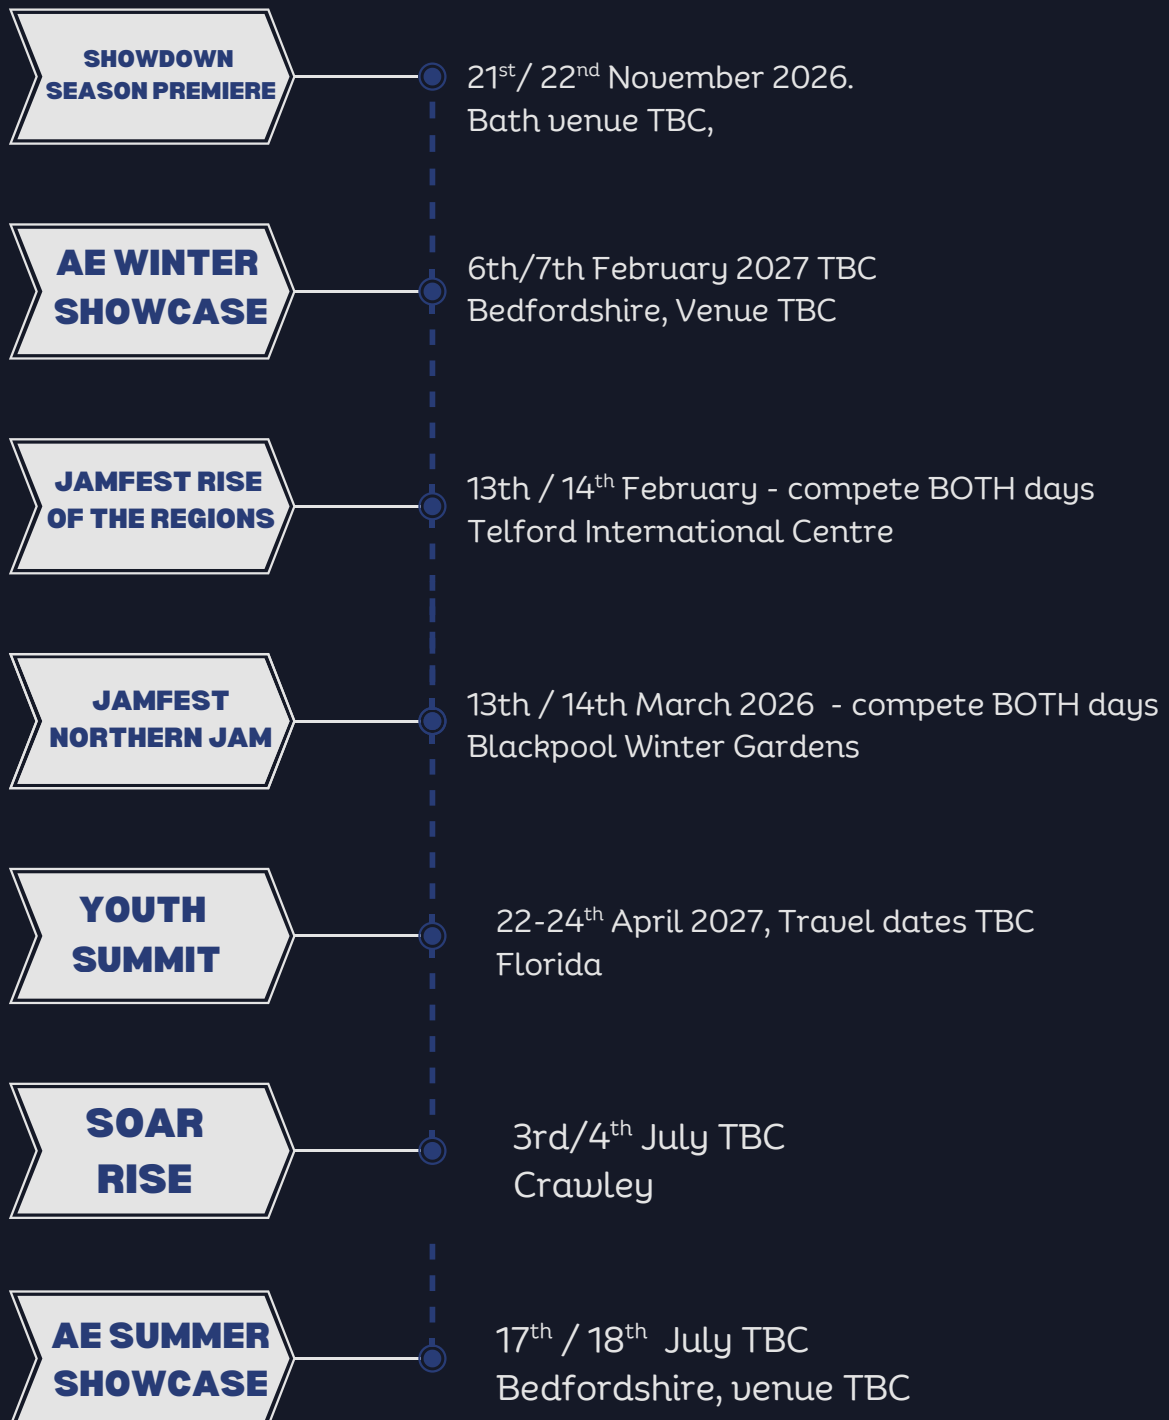 SHOWDOWN
SEASON PREMIERE
21st/ 22nd November 2026.
Bath venue TBC,
AE WINTER
SHOWCASE
6th/7th February 2027 TBC
Bedfordshire, Venue TBC
JAMFEST RISE
OF THE REGIONS
13th / 14th February - compete BOTH days
Telford International Centre
JAMFEST
NORTHERN JAM
13th / 14th March 2026 - compete BOTH days
Blackpool Winter Gardens
YOUTH
SUMMIT
22-24th April 2027, Travel dates TBC
Florida
SOAR
RISE
3rd/4th July TBC
Crawley
AE SUMMER
SHOWCASE
17th / 18th July TBC
Bedfordshire, venue TBC